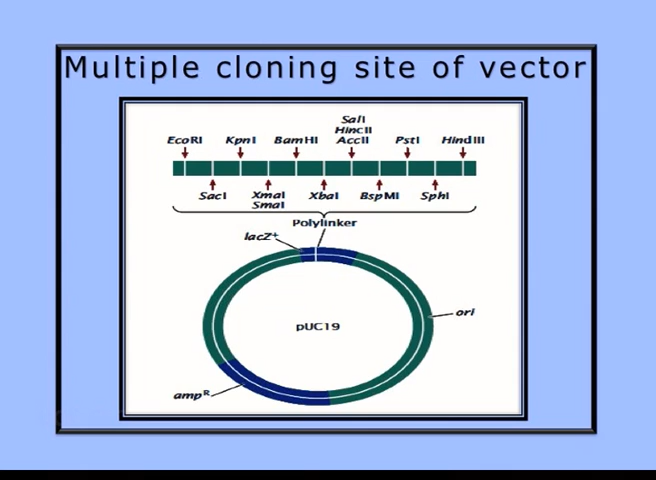 Multiple cloning site of vector
SalI
HincII
EcoRI KpnI BamHI AccII PstI HindIII
SacI XmaI XbaI BspMI SphI
SmaI
Polylinker
lacZ+
ori
pUC19
ampR